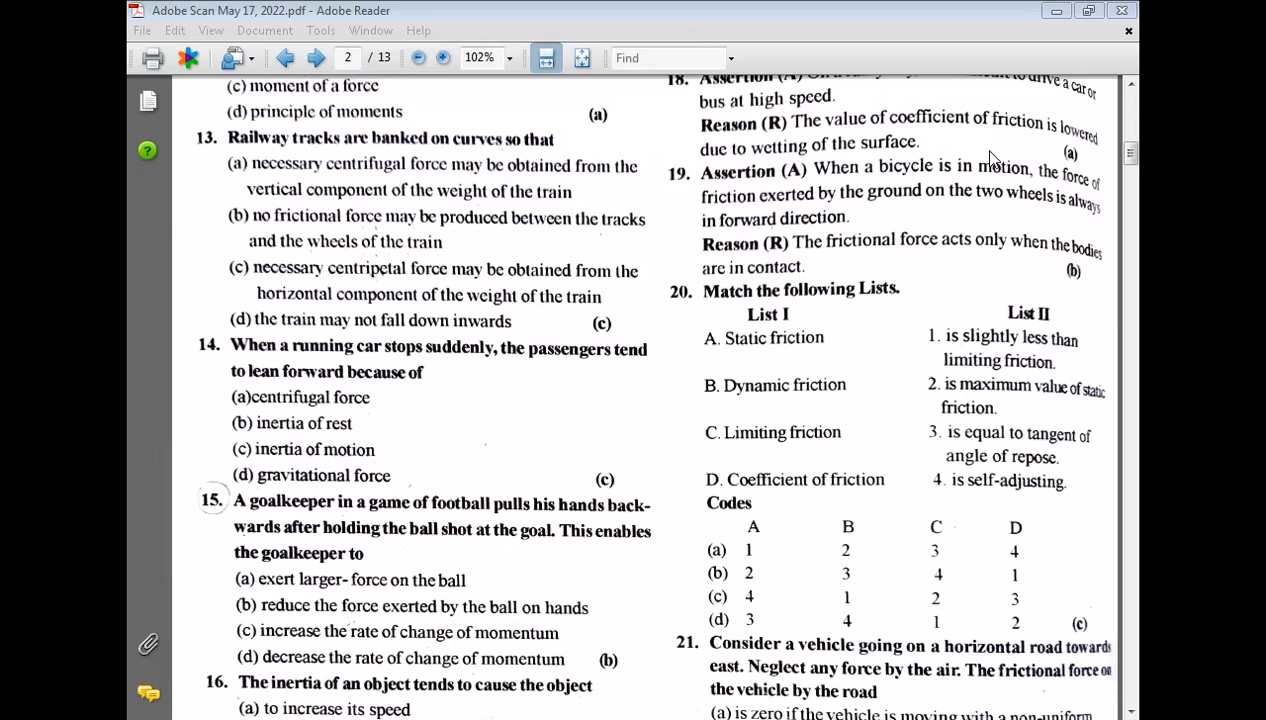 Adobe Scan May 17, 2022.pdf - Adobe Reader
File Edit View Document Tools Window Help
2 / 13 102% Find
(c) moment of a force
(d) principle of moments (a)
13. Railway tracks are banked on curves so that
(a) necessary centrifugal force may be obtained from the
vertical component of the weight of the train
(b) no frictional force may be produced between the tracks
and the wheels of the train
(c) necessary centripetal force may be obtained from the
horizontal component of the weight of the train
(d) the train may not fall down inwards (c)
14. When a running car stops suddenly, the passengers tend
to lean forward because of
(a)centrifugal force
(b) inertia of rest
(c) inertia of motion
(d) gravitational force (c)
15. A goalkeeper in a game of football pulls his hands back-
wards after holding the ball shot at the goal. This enables
the goalkeeper to
(a) exert larger- force on the ball
(b) reduce the force exerted by the ball on hands
(c) increase the rate of change of momentum
(d) decrease the rate of change of momentum (b)
16. The inertia of an object tends to cause the object
(a) to increase its speed
18. Assertion (A) On a to drive a car or
bus at high speed.
Reason (R) The value of coefficient of friction is lowered
due to wetting of the surface. (a)
19. Assertion (A) When a bicycle is in motion, the force of
friction exerted by the ground on the two wheels is always
in forward direction.
Reason (R) The frictional force acts only when the bodies
are in contact. (b)
20. Match the following Lists.
List I List II
A. Static friction 1. is slightly less than
limiting friction.
B. Dynamic friction 2. is maximum value of static
friction.
C. Limiting friction 3. is equal to tangent of
angle of repose.
D. Coefficient of friction 4. is self-adjusting.
Codes
A B C D
(a) 1 2 3 4
(b) 2 3 4 1
(c) 4 1 2 3
(d) 3 4 1 2 (c)
21. Consider a vehicle going on a horizontal road towards
east. Neglect any force by the air. The frictional force on
the vehicle by the road
(a) is zero if the vehicle is moving with a non-uniform